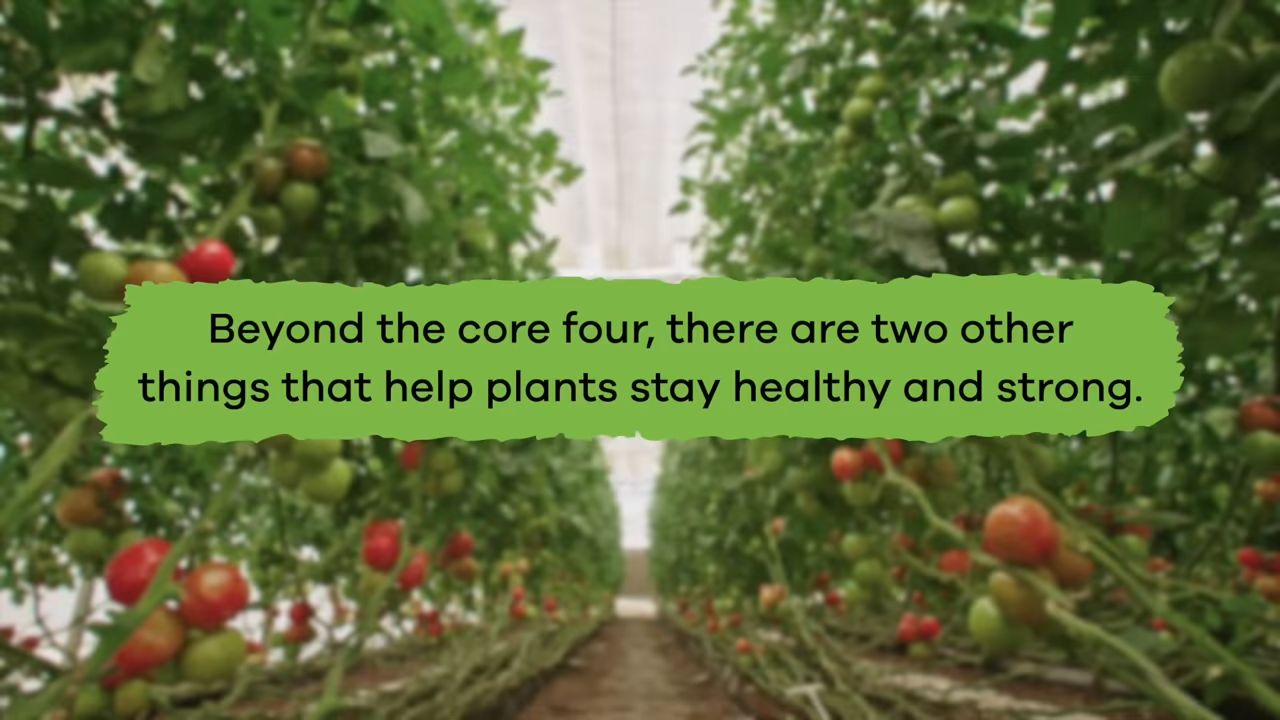 Beyond the core four, there are two other
things that help plants stay healthy and strong.